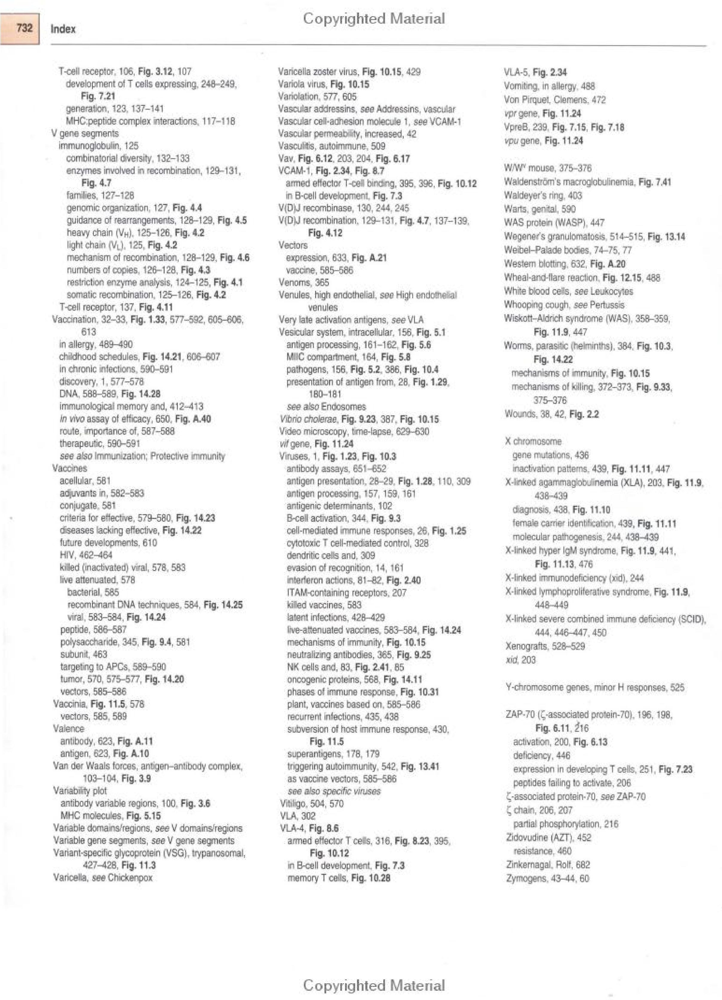 Copyrighted Material
732 Index
T-cell receptor, 106, Fig. 3.12, 107
development of T cells expressing, 248–249,
Fig. 7.21
generation, 123, 137–141
MHC:peptide complex interactions, 117–118
V gene segments
immunoglobulin, 125
combinatorial diversity, 132–133
enzymes involved in recombination, 129–131,
Fig. 4.7
families, 127–128
genomic organization, 127, Fig. 4.4
guidance of rearrangements, 128–129, Fig. 4.5
heavy chain (VH), 125–126, Fig. 4.2
light chain (VL), 125, Fig. 4.2
mechanism of recombination, 128–129, Fig. 4.6
numbers of copies, 126–128, Fig. 4.3
restriction enzyme analysis, 124–125, Fig. 4.1
somatic recombination, 125–126, Fig. 4.2
T-cell receptor, 137, Fig. 4.11
Vaccination, 32–33, Fig. 1.33, 577–592, 605–606,
613
in allergy, 489–490
childhood schedules, Fig. 14.21, 606–607
in chronic infections, 590–591
discovery, 1, 577–578
DNA, 588–589, Fig. 14.28
immunological memory and, 412–413
in vivo assay of efficacy, 650, Fig. A.40
route, importance of, 587–588
therapeutic, 590–591
see also Immunization; Protective immunity
Vaccines
acellular, 581
adjuvants in, 582–583
conjugate, 581
criteria for effective, 579–580, Fig. 14.23
diseases lacking effective, Fig. 14.22
future developments, 610
HIV, 462–464
killed (inactivated) viral, 578, 583
live attenuated, 578
bacterial, 585
recombinant DNA techniques, 584, Fig. 14.25
viral, 583–584, Fig. 14.24
peptide, 586–587
polysaccharide, 345, Fig. 9.4, 581
subunit, 463
targeting to APCs, 589–590
tumor, 570, 575–577, Fig. 14.20
vectors, 585–586
Vaccinia, Fig. 11.5, 578
vectors, 585, 589
Valence
antibody, 623, Fig. A.11
antigen, 623, Fig. A.10
Van der Waals forces, antigen–antibody complex,
103–104, Fig. 3.9
Variability plot
antibody variable regions, 100, Fig. 3.6
MHC molecules, Fig. 5.15
Variable domains/regions, see V domains/regions
Variable gene segments, see V gene segments
Variant-specific glycoprotein (VSG), trypanosomal,
427–428, Fig. 11.3
Varicella, see Chickenpox
Varicella zoster virus, Fig. 10.15, 429
Variola virus, Fig. 10.15
Variolation, 577, 605
Vascular addressins, see Addressins, vascular
Vascular cell-adhesion molecule 1, see VCAM-1
Vascular permeability, increased, 42
Vasculitis, autoimmune, 509
Vav, Fig. 6.12, 203, 204, Fig. 6.17
VCAM-1, Fig. 2.34, Fig. 8.7
armed effector T-cell binding, 395, 396, Fig. 10.12
in B-cell development, Fig. 7.3
V(D)J recombinase, 130, 244, 245
V(D)J recombination, 129–131, Fig. 4.7, 137–139,
Fig. 4.12
Vectors
expression, 633, Fig. A.21
vaccine, 585–586
Venoms, 365
Venules, high endothelial, see High endothelial
venules
Very late activation antigens, see VLA
Vesicular system, intracellular, 156, Fig. 5.1
antigen processing, 161–162, Fig. 5.6
MIIC compartment, 164, Fig. 5.8
pathogens, 156, Fig. 5.2, 386, Fig. 10.4
presentation of antigen from, 28, Fig. 1.29,
180–181
see also Endosomes
Vibrio cholerae, Fig. 9.23, 387, Fig. 10.15
Video microscopy, time-lapse, 629–630
vif gene, Fig. 11.24
Viruses, 1, Fig. 1.23, Fig. 10.3
antibody assays, 651–652
antigen presentation, 28–29, Fig. 1.28, 110, 309
antigen processing, 157, 159, 161
antigenic determinants, 102
B-cell activation, 344, Fig. 9.3
cell-mediated immune responses, 26, Fig. 1.25
cytotoxic T cell-mediated control, 328
dendritic cells and, 309
evasion of recognition, 14, 161
interferon actions, 81–82, Fig. 2.40
ITAM-containing receptors, 207
killed vaccines, 583
latent infections, 428–429
live-attenuated vaccines, 583–584, Fig. 14.24
mechanisms of immunity, Fig. 10.15
neutralizing antibodies, 365, Fig. 9.25
NK cells and, 83, Fig. 2.41, 85
oncogenic proteins, 568, Fig. 14.11
phases of immune response, Fig. 10.31
plant, vaccines based on, 585–586
recurrent infections, 435, 438
subversion of host immune response, 430,
Fig. 11.5
superantigens, 178, 179
triggering autoimmunity, 542, Fig. 13.41
as vaccine vectors, 585–586
see also specific viruses
Vitiligo, 504, 570
VLA, 302
VLA-4, Fig. 8.6
armed effector T cells, 316, Fig. 8.23, 395,
Fig. 10.12
in B-cell development, Fig. 7.3
memory T cells, Fig. 10.28
VLA-5, Fig. 2.34
Vomiting, in allergy, 488
Von Pirquet, Clemens, 472
vpr gene, Fig. 11.24
VpreB, 239, Fig. 7.15, Fig. 7.18
vpu gene, Fig. 11.24
W/Wv mouse, 375–376
Waldenström's macroglobulinemia, Fig. 7.41
Waldeyer's ring, 403
Warts, genital, 590
WAS protein (WASP), 447
Wegener's granulomatosis, 514–515, Fig. 13.14
Weibel–Palade bodies, 74–75, 77
Western blotting, 632, Fig. A.20
Wheal-and-flare reaction, Fig. 12.15, 488
White blood cells, see Leukocytes
Whooping cough, see Pertussis
Wiskott–Aldrich syndrome (WAS), 358–359,
Fig. 11.9, 447
Worms, parasitic (helminths), 384, Fig. 10.3,
Fig. 14.22
mechanisms of immunity, Fig. 10.15
mechanisms of killing, 372–373, Fig. 9.33,
375–376
Wounds, 38, 42, Fig. 2.2
X chromosome
gene mutations, 436
inactivation patterns, 439, Fig. 11.11, 447
X-linked agammaglobulinemia (XLA), 203, Fig. 11.9,
438–439
diagnosis, 438, Fig. 11.10
female carrier identification, 439, Fig. 11.11
molecular pathogenesis, 244, 438–439
X-linked hyper IgM syndrome, Fig. 11.9, 441,
Fig. 11.13, 476
X-linked immunodeficiency (xid), 244
X-linked lymphoproliferative syndrome, Fig. 11.9,
448–449
X-linked severe combined immune deficiency (SCID),
444, 446–447, 450
Xenografts, 528–529
xid, 203
Y-chromosome genes, minor H responses, 525
ZAP-70 (ζ-associated protein-70), 196, 198,
Fig. 6.11, 216
activation, 200, Fig. 6.13
deficiency, 446
expression in developing T cells, 251, Fig. 7.23
peptides failing to activate, 206
ζ-associated protein-70, see ZAP-70
ζ chain, 206, 207
partial phosphorylation, 216
Zidovudine (AZT), 452
resistance, 460
Zinkernagal, Rolf, 682
Zymogens, 43–44, 60
Copyrighted Material